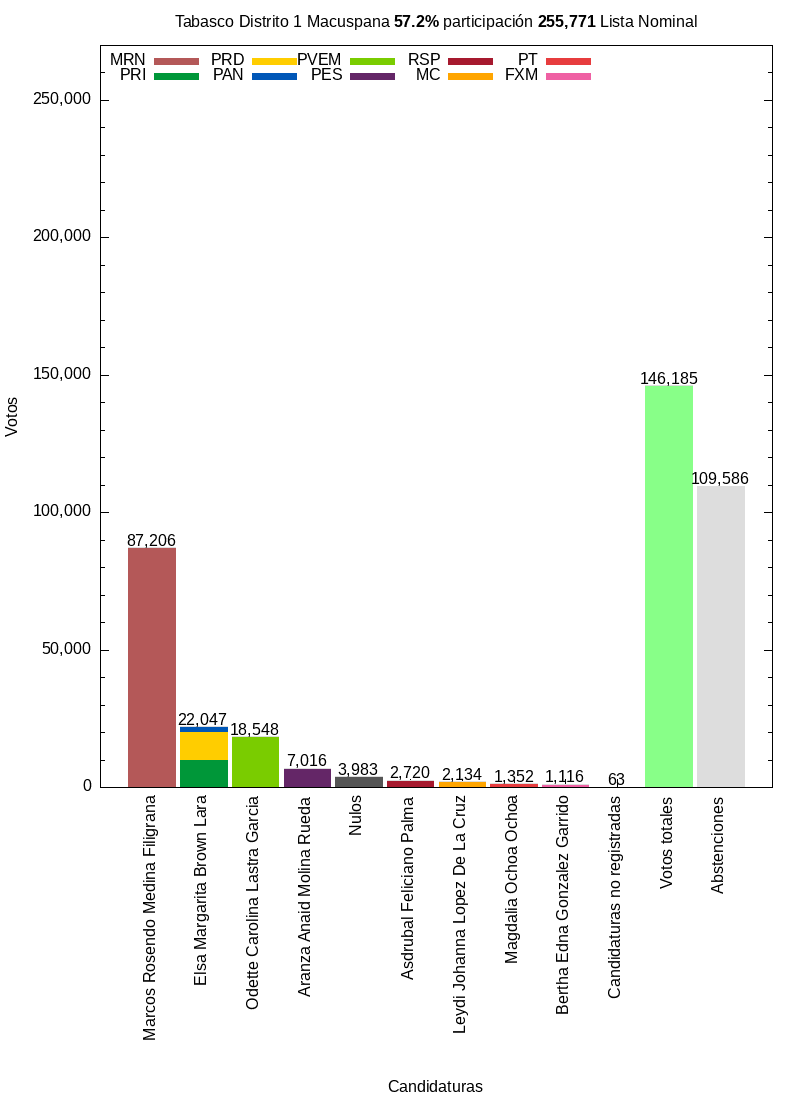 Tabasco Distrito 1 Macuspana 57.2% participación 255,771 Lista Nominal
MRN PRD PVEM RSP PT
PRI PAN PES MC FXM
250,000
200,000
150,000
100,000
50,000
0
Votos
87,206
22,047
18,548
7,016
3,983
2,720
2,134
1,352
1,116
63
146,185
109,586
Marcos Rosendo Medina Filigrana
Elsa Margarita Brown Lara
Odette Carolina Lastra Garcia
Aranza Anaid Molina Rueda
Nulos
Asdrubal Feliciano Palma
Leydi Johanna Lopez De La Cruz
Magdalia Ochoa Ochoa
Bertha Edna Gonzalez Garrido
Candidaturas no registradas
Votos totales
Abstenciones
Candidaturas